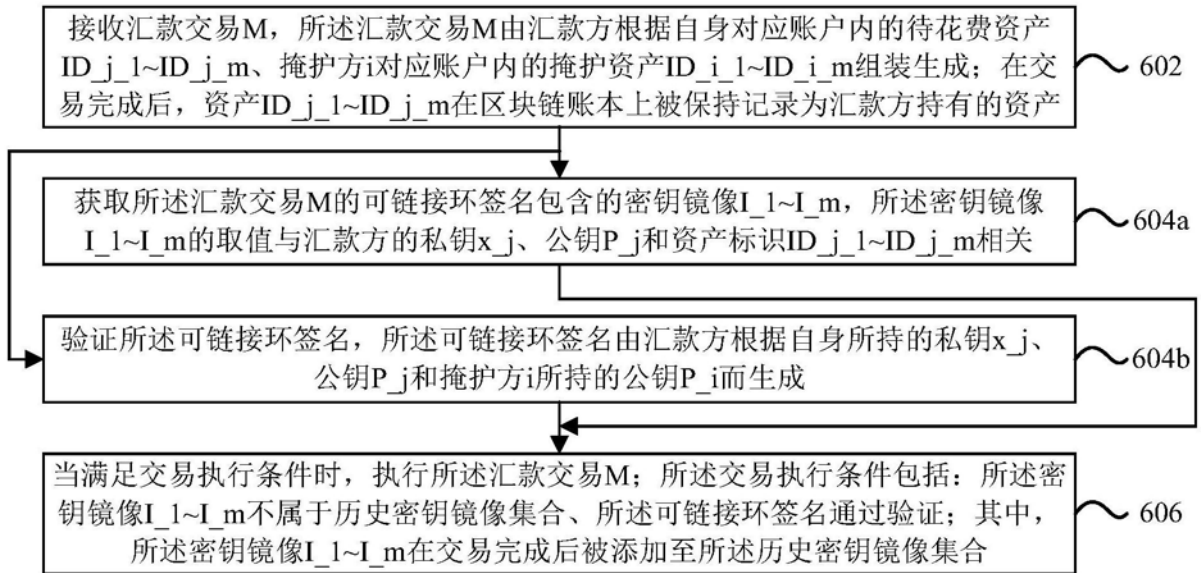 接收汇款交易M，所述汇款交易M由汇款方根据自身对应账户内的待花费资产
ID_j_1~ID_j_m、掩护方i对应账户内的掩护资产ID_i_1~ID_i_m组装生成；在交
易完成后，资产ID_j_1~ID_j_m在区块链账本上被保持记录为汇款方持有的资产
602
获取所述汇款交易M的可链接环签名包含的密钥镜像I_1~I_m，所述密钥镜像
I_1~I_m的取值与汇款方的私钥x_j、公钥P_j和资产标识ID_j_1~ID_j_m相关
604a
验证所述可链接环签名，所述可链接环签名由汇款方根据自身所持的私钥x_j、
公钥P_j和掩护方i所持的公钥P_i而生成
604b
当满足交易执行条件时，执行所述汇款交易M；所述交易执行条件包括：所述密
钥镜像I_1~I_m不属于历史密钥镜像集合、所述可链接环签名通过验证；其中，
所述密钥镜像I_1~I_m在交易完成后被添加至所述历史密钥镜像集合
606